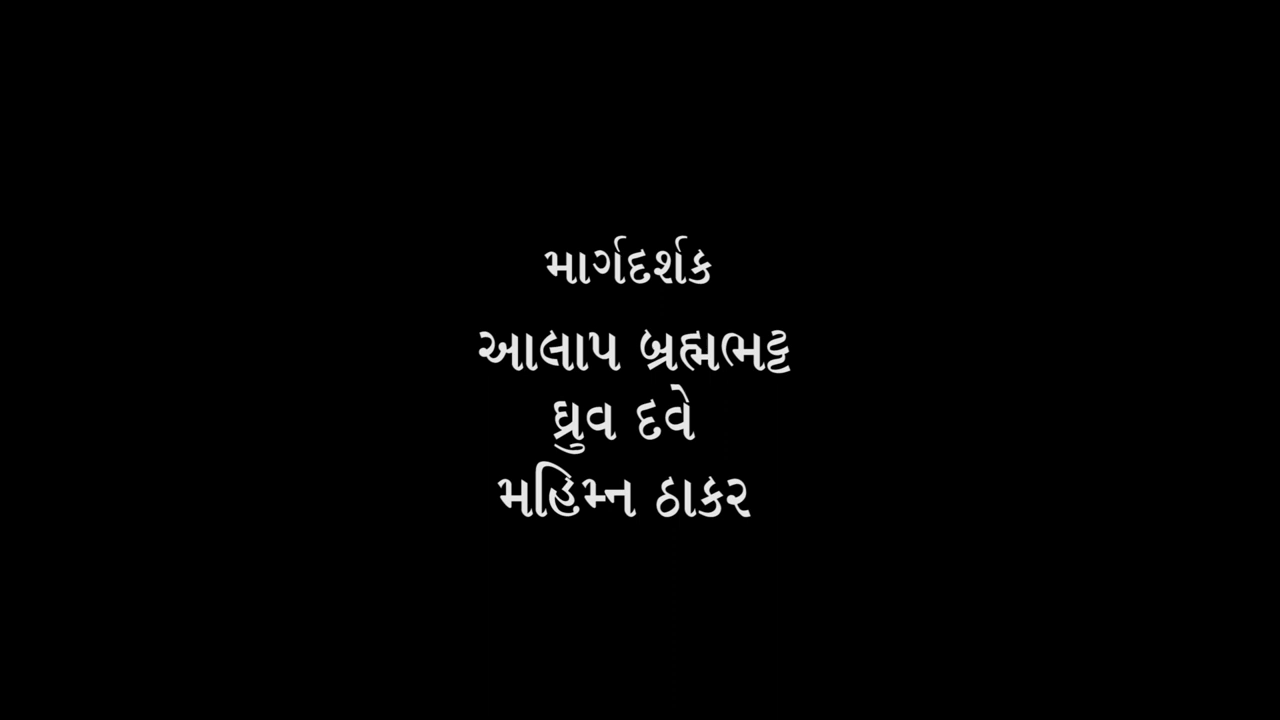 માર્ગદર્શક
આલાપ બ્રહ્મભટ્ટ
ધ્રુવ દવે
મહિમ્ન ઠાકર